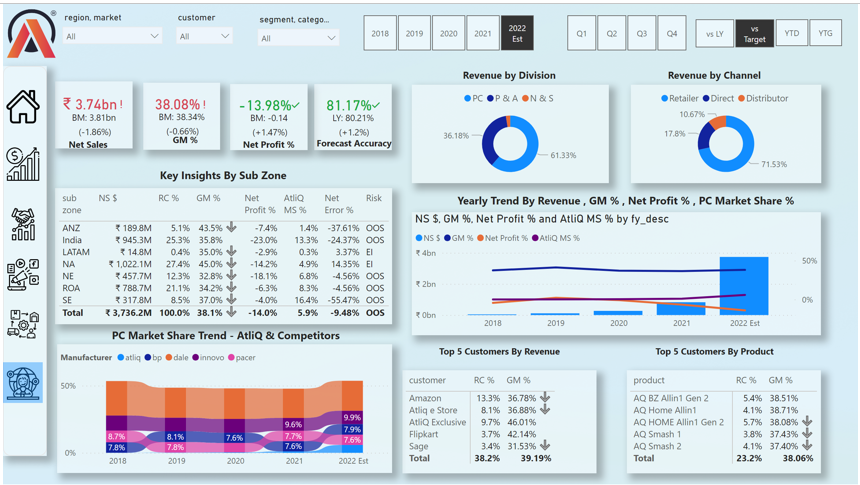 region, market
customer
segment, catego...
All
All
All
2018
2019
2020
2021
2022 Est
Q1
Q2
Q3
Q4
vs LY
vs Target
YTD
YTG
₹ 3.74bn !
BM: 3.81bn
(-1.86%)
Net Sales
38.08% !
BM: 38.34%
(-0.66%)
GM %
-13.98%✓
BM: -0.14
(+1.47%)
Net Profit %
81.17%✓
LY: 80.21%
(+1.2%)
Forecast Accuracy
Revenue by Division
PC P & A N & S
36.18%
61.33%
Revenue by Channel
Retailer Direct Distributor
10.67%
17.8%
71.53%
Key Insights By Sub Zone
sub zone NS $ RC % GM % Net Profit % AtliQ MS % Net Error % Risk
ANZ ₹ 189.8M 5.1% 43.5% -7.4% 1.4% -37.61% OOS
India ₹ 945.3M 25.3% 35.8% -23.0% 13.3% -24.37% OOS
LATAM ₹ 14.8M 0.4% 35.0% -2.9% 0.3% 3.37% EI
NA ₹ 1,022.1M 27.4% 45.0% -14.2% 4.9% 14.35% EI
NE ₹ 457.7M 12.3% 32.8% -18.1% 6.8% -4.56% OOS
ROA ₹ 788.7M 21.1% 34.2% -6.3% 8.3% -4.56% OOS
SE ₹ 317.8M 8.5% 37.0% -4.0% 16.4% -55.47% OOS
Total ₹ 3,736.2M 100.0% 38.1% -14.0% 5.9% -9.48% OOS
Yearly Trend By Revenue , GM % , Net Profit % , PC Market Share %
NS $, GM %, Net Profit % and AtliQ MS % by fy_desc
NS $ GM % Net Profit % AtliQ MS %
₹ 4bn
₹ 2bn
₹ 0bn
50%
0%
2018 2019 2020 2021 2022 Est
PC Market Share Trend - AtliQ & Competitors
Manufacturer atliq bp dale innovo pacer
50%
0%
8.7%
7.8%
8.1%
7.8%
7.6%
9.6%
7.7%
7.6%
9.9%
7.9%
7.6%
2018 2019 2020 2021 2022 Est
Top 5 Customers By Revenue
customer RC % GM %
Amazon 13.3% 36.78%
Atliq e Store 8.1% 36.88%
AtliQ Exclusive 9.7% 46.01%
Flipkart 3.7% 42.14%
Sage 3.4% 31.53%
Total 38.2% 39.19%
Top 5 Customers By Product
product RC % GM %
AQ BZ Allin1 Gen 2 5.4% 38.51%
AQ Home Allin1 4.1% 38.71%
AQ HOME Allin1 Gen 2 5.7% 38.08%
AQ Smash 1 3.8% 37.43%
AQ Smash 2 4.1% 37.40%
Total 23.2% 38.06%